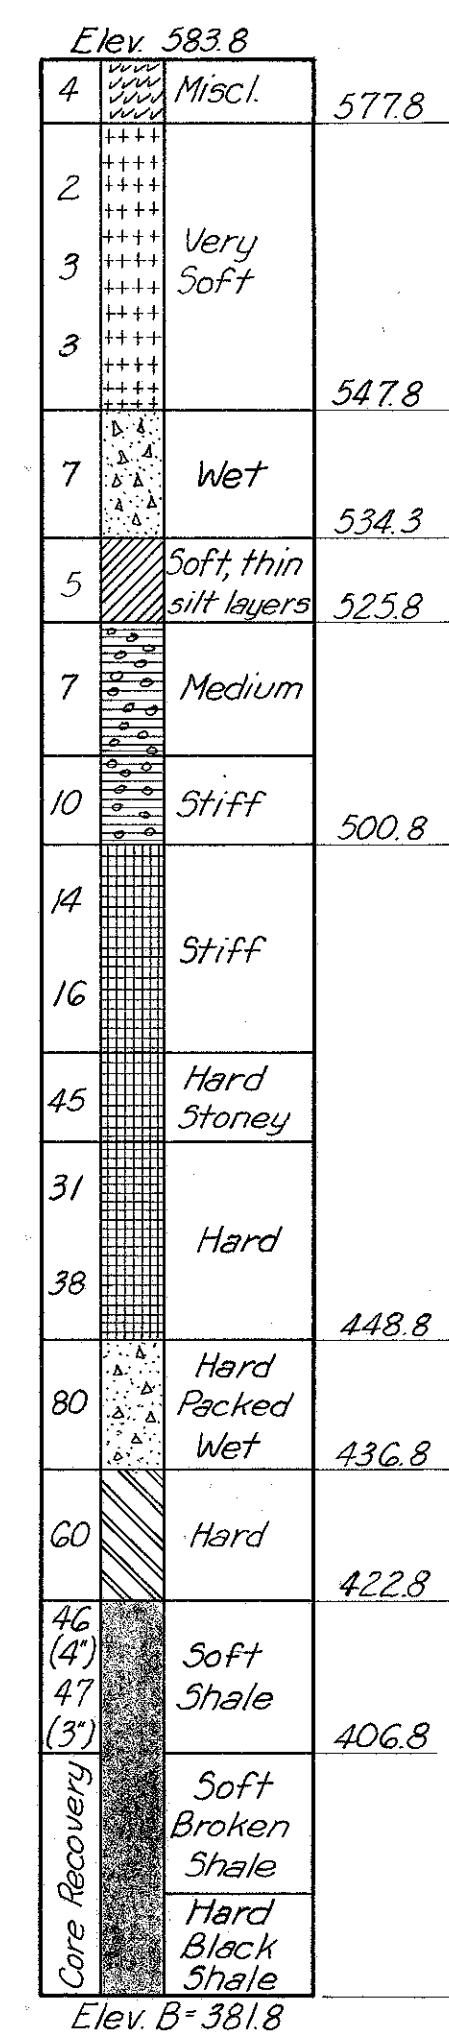 Elev. 583.8
4 Miscl. 577.8
2
3 Very Soft
3
547.8
7 Wet
534.3
5 Soft, thin silt layers 525.8
7 Medium
10 Stiff
500.8
14
Stiff
16
45 Hard Stoney
31
Hard
38
448.8
80 Hard Packed Wet
436.8
60 Hard
422.8
46
(4")
47
(3")
Soft
Shale
406.8
Core Recovery
Soft
Broken
Shale
Hard
Black
Shale
Elev. B=381.8